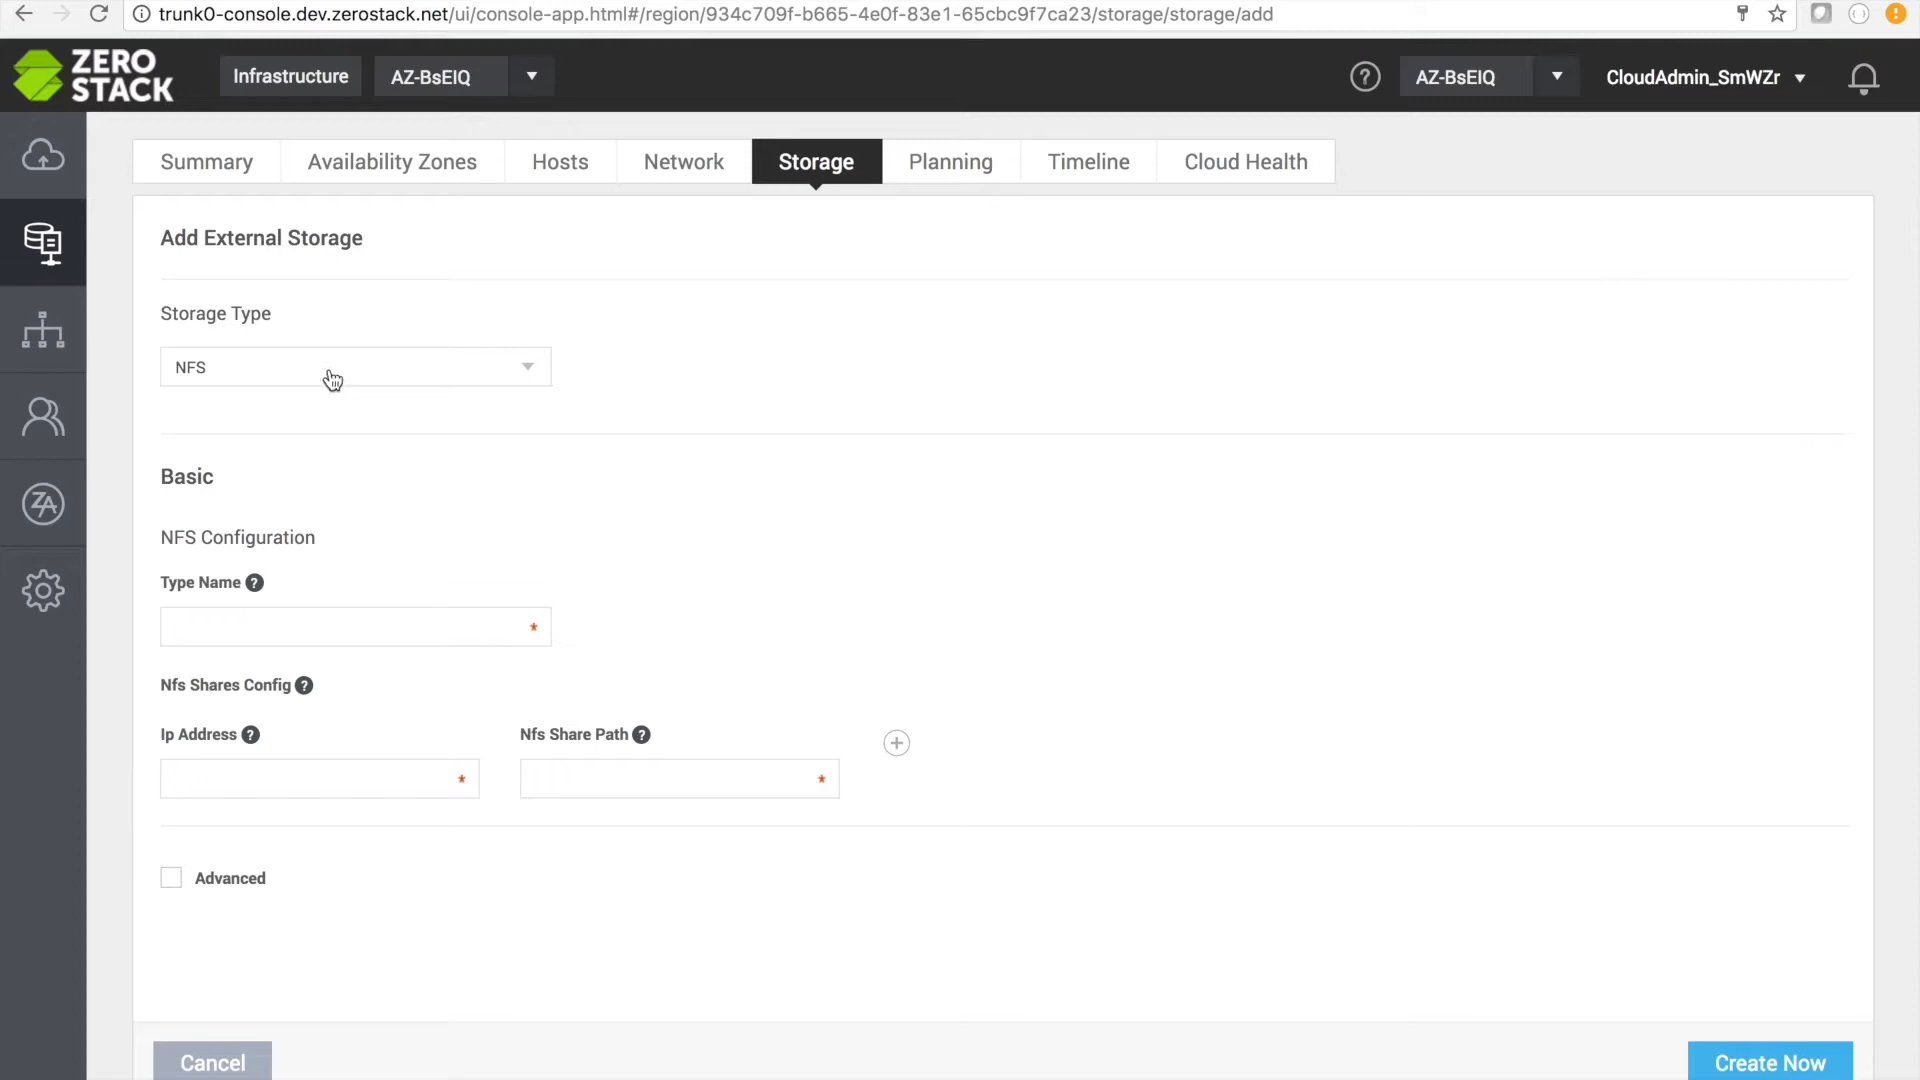 trunk0-console.dev.zerostack.net/ui/console-app.html#/region/934c709f-b665-4e0f-83e1-65cbc9f7ca23/storage/storage/add
ZERO
STACK
Infrastructure
AZ-BsEIQ
?
AZ-BsEIQ
CloudAdmin_SmWZr
Summary
Availability Zones
Hosts
Network
Storage
Planning
Timeline
Cloud Health
ZA
Add External Storage
Storage Type
NFS
Basic
NFS Configuration
Type Name ?
*
Nfs Shares Config ?
Ip Address ?
Nfs Share Path ?
*
*
Advanced
Cancel
Create Now